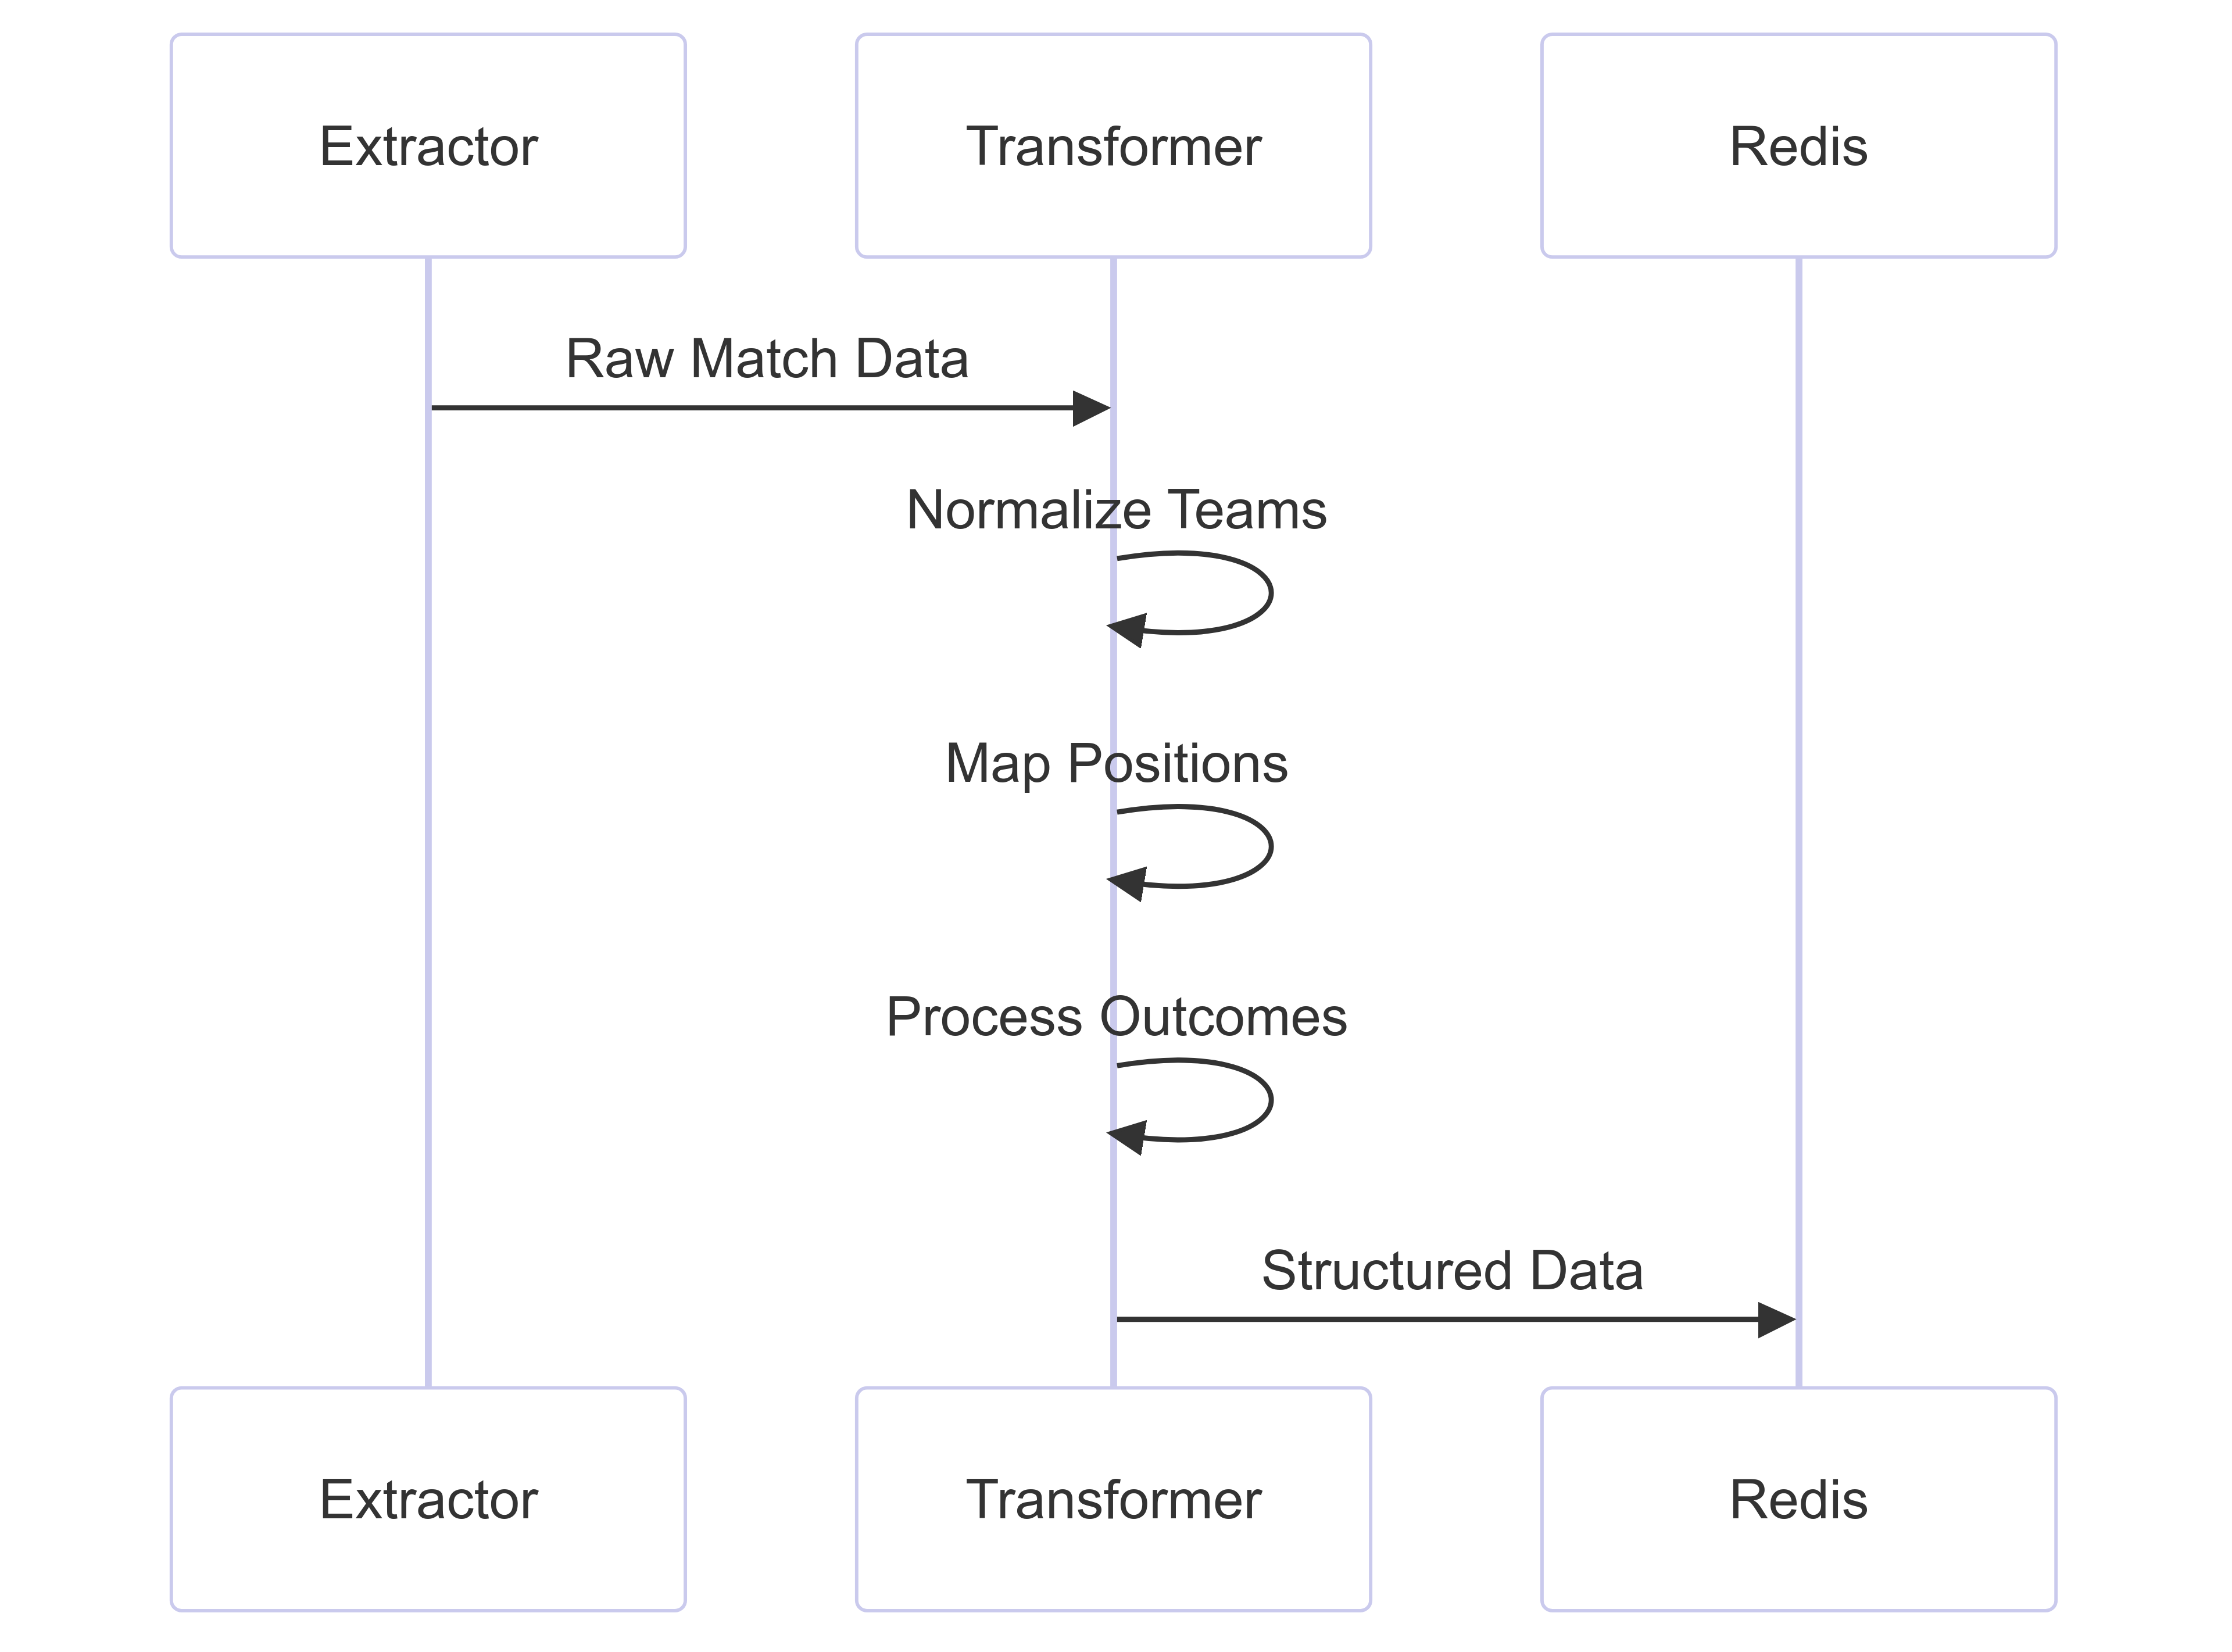 Extractor
Transformer
Redis
Raw Match Data
Normalize Teams
Map Positions
Process Outcomes
Structured Data
Extractor
Transformer
Redis